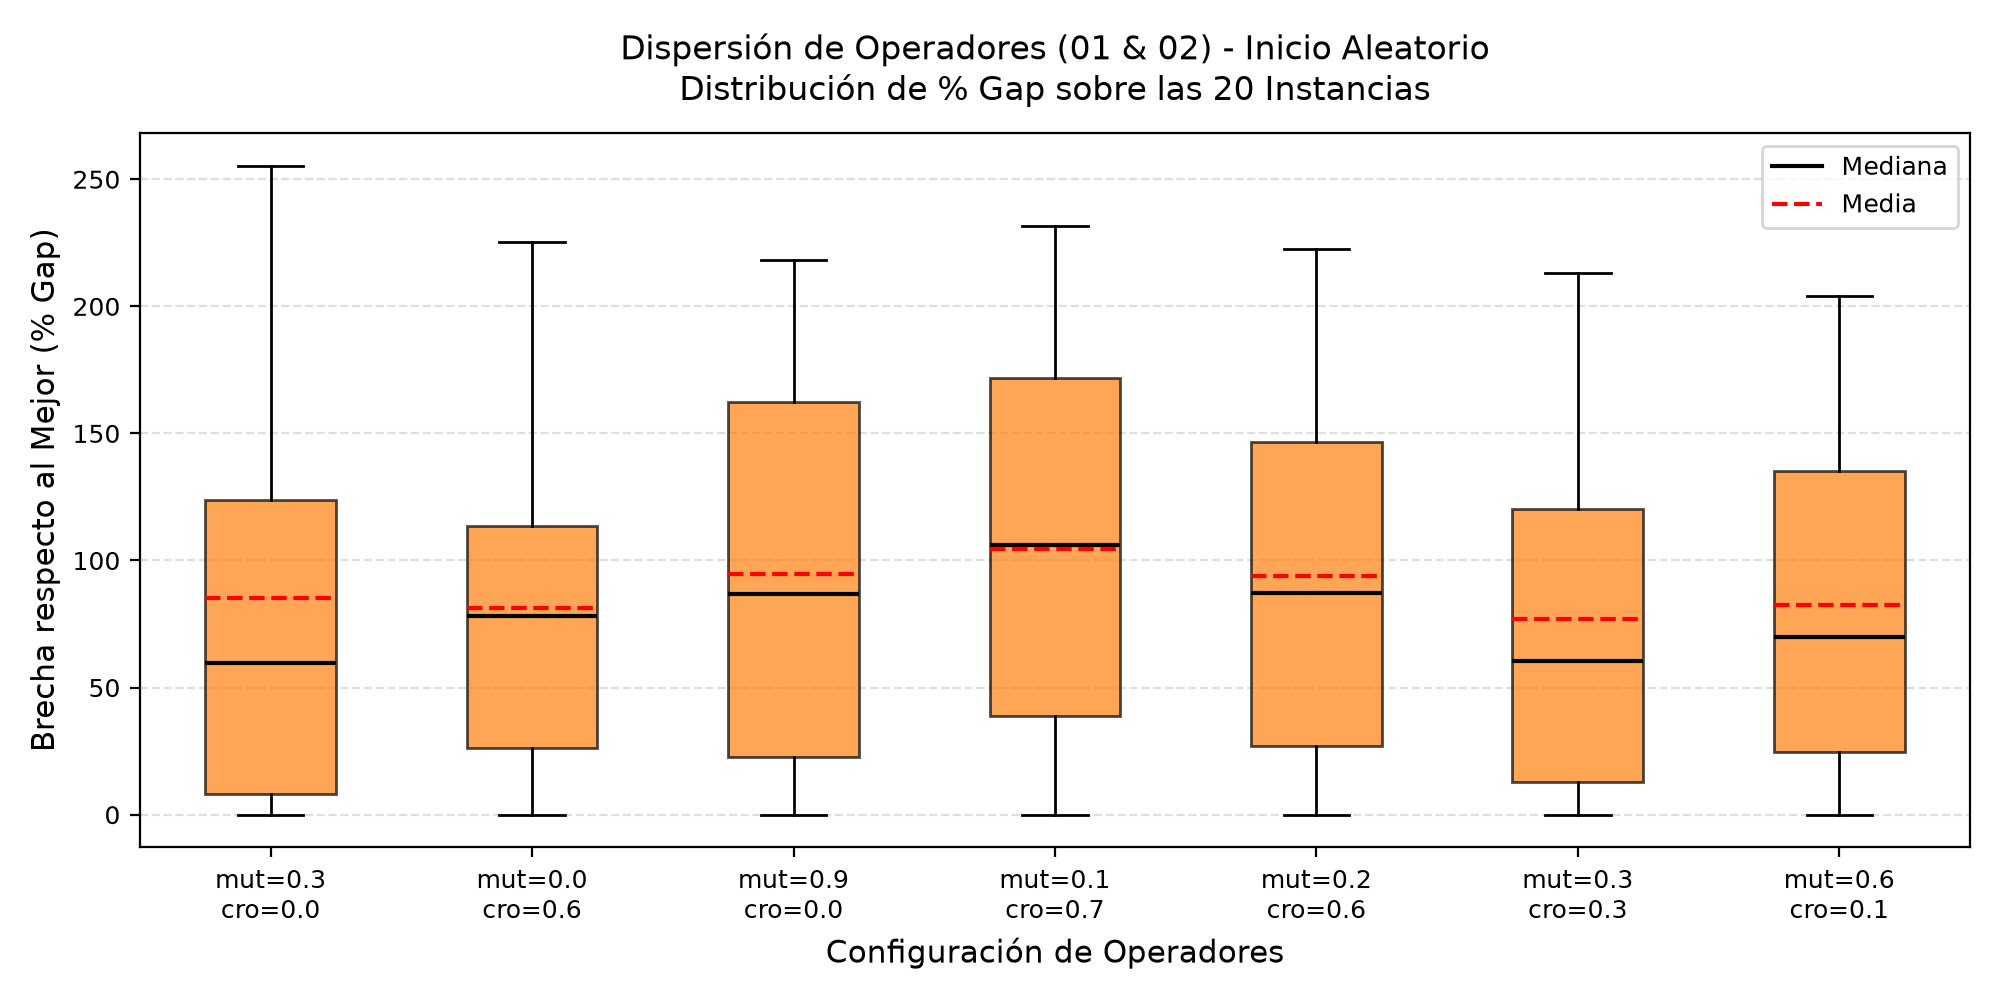 Dispersión de Operadores (01 & 02) - Inicio Aleatorio
Distribución de % Gap sobre las 20 Instancias
Brecha respecto al Mejor (% Gap)
250
200
150
100
50
0
Mediana
Media
mut=0.3
cro=0.0
mut=0.0
cro=0.6
mut=0.9
cro=0.0
mut=0.1
cro=0.7
mut=0.2
cro=0.6
mut=0.3
cro=0.3
mut=0.6
cro=0.1
Configuración de Operadores